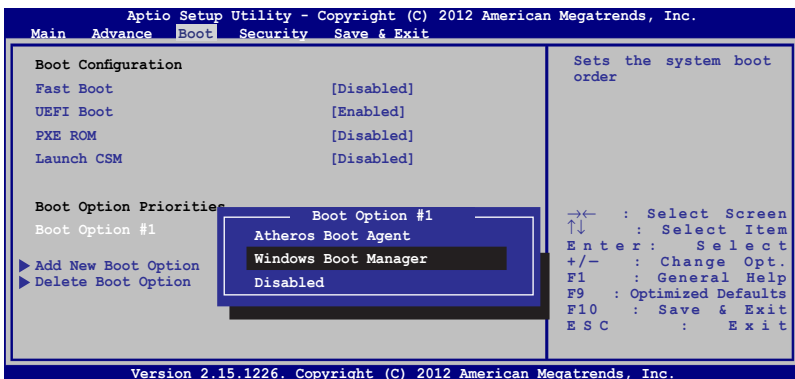 Aptio Setup Utility - Copyright (C) 2012 American Megatrends, Inc.
Main Advance Boot Security Save & Exit
Boot Configuration
Fast Boot [Disabled]
UEFI Boot [Enabled]
PXE ROM [Disabled]
Launch CSM [Disabled]
Boot Option Priorities
Boot Option #1
Add New Boot Option
Delete Boot Option
Boot Option #1
Atheros Boot Agent
Windows Boot Manager
Disabled
Sets the system boot
order
→← : Select Screen
↑↓ : Select Item
Enter: Select
+/— : Change Opt.
F1 : General Help
F9 : Optimized Defaults
F10 : Save & Exit
ESC : Exit
Version 2.15.1226. Copyright (C) 2012 American Megatrends, Inc.